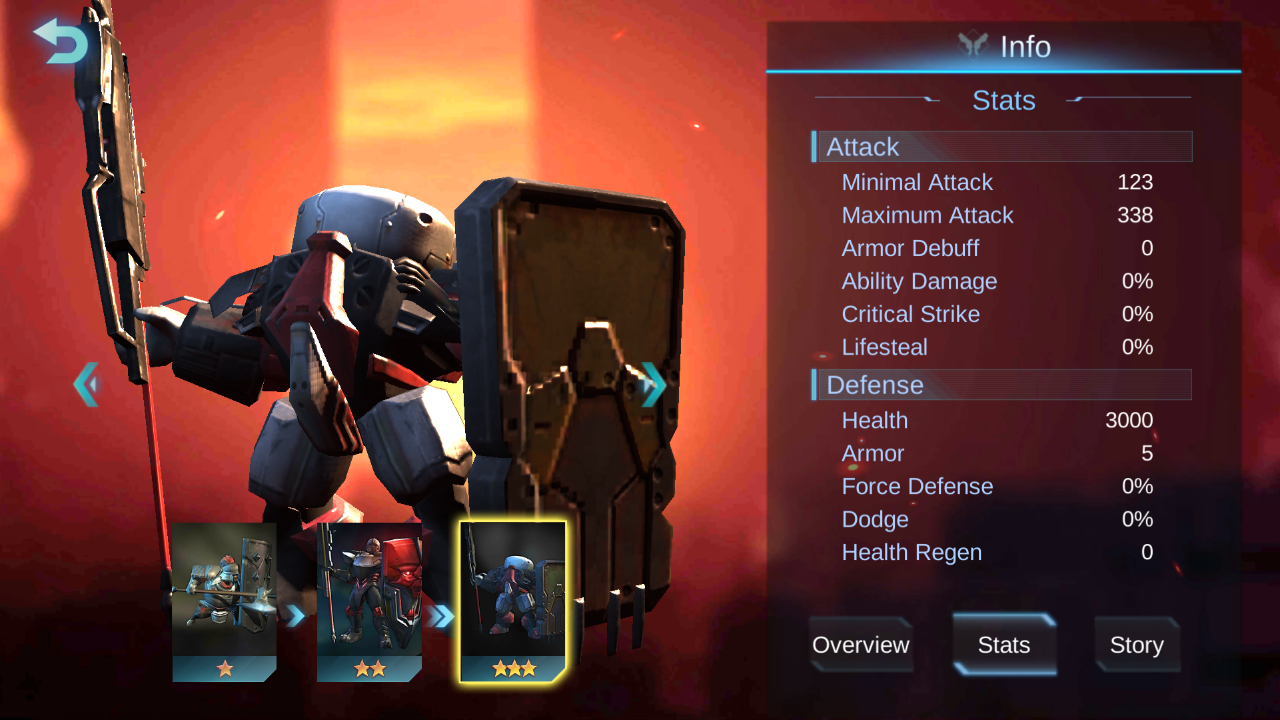 Info
Stats
Attack
Minimal Attack 123
Maximum Attack 338
Armor Debuff 0
Ability Damage 0%
Critical Strike 0%
Lifesteal 0%
Defense
Health 3000
Armor 5
Force Defense 0%
Dodge 0%
Health Regen 0
Overview Stats Story